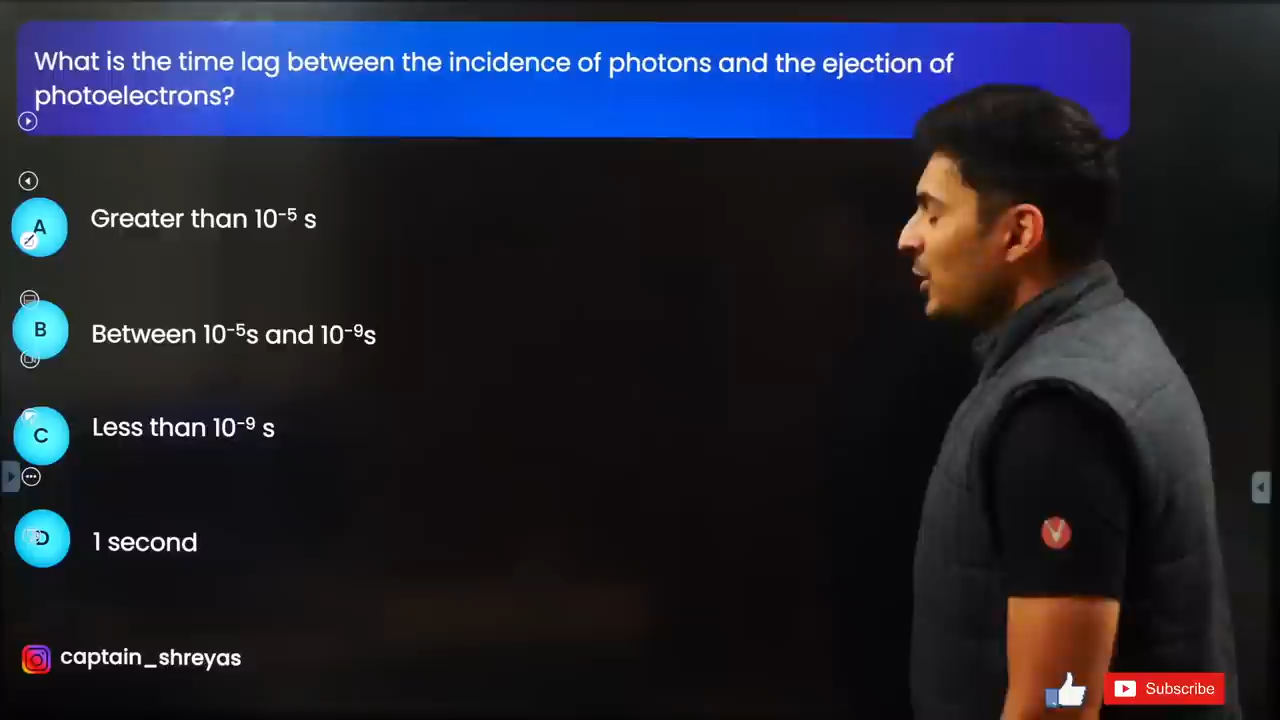 What is the time lag between the incidence of photons and the ejection of
photoelectrons?
A
Greater than 10⁻⁵ s
B
Between 10⁻⁵s and 10⁻⁹s
C
Less than 10⁻⁹ s
D
1 second
captain_shreyas
V
Subscribe